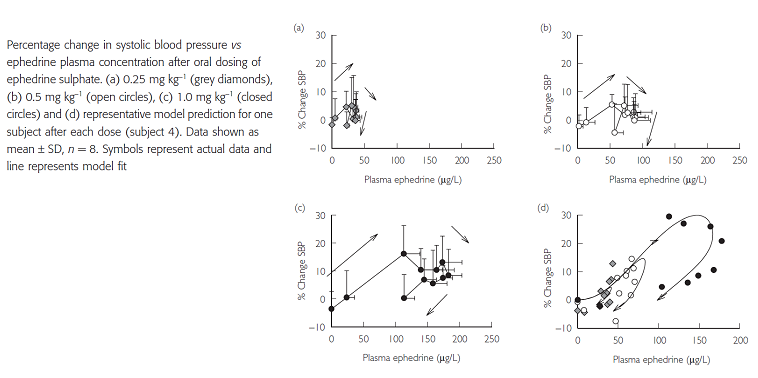 Percentage change in systolic blood pressure vs
ephedrine plasma concentration after oral dosing of
ephedrine sulphate. (a) 0.25 mg kg⁻¹ (grey diamonds),
(b) 0.5 mg kg⁻¹ (open circles), (c) 1.0 mg kg⁻¹ (closed
circles) and (d) representative model prediction for one
subject after each dose (subject 4). Data shown as
mean ± SD, n = 8. Symbols represent actual data and
line represents model fit
(a)
30
20
10
0
−10
% Change SBP
0 50 100 150 200 250
Plasma ephedrine (μg/L)
(b)
30
20
10
0
−10
% Change SBP
0 50 100 150 200 250
Plasma ephedrine (μg/L)
(c)
30
20
10
0
−10
% Change SBP
0 50 100 150 200 250
Plasma ephedrine (μg/L)
(d)
30
20
10
0
−10
% Change SBP
0 50 100 150 200
Plasma ephedrine (μg/L)